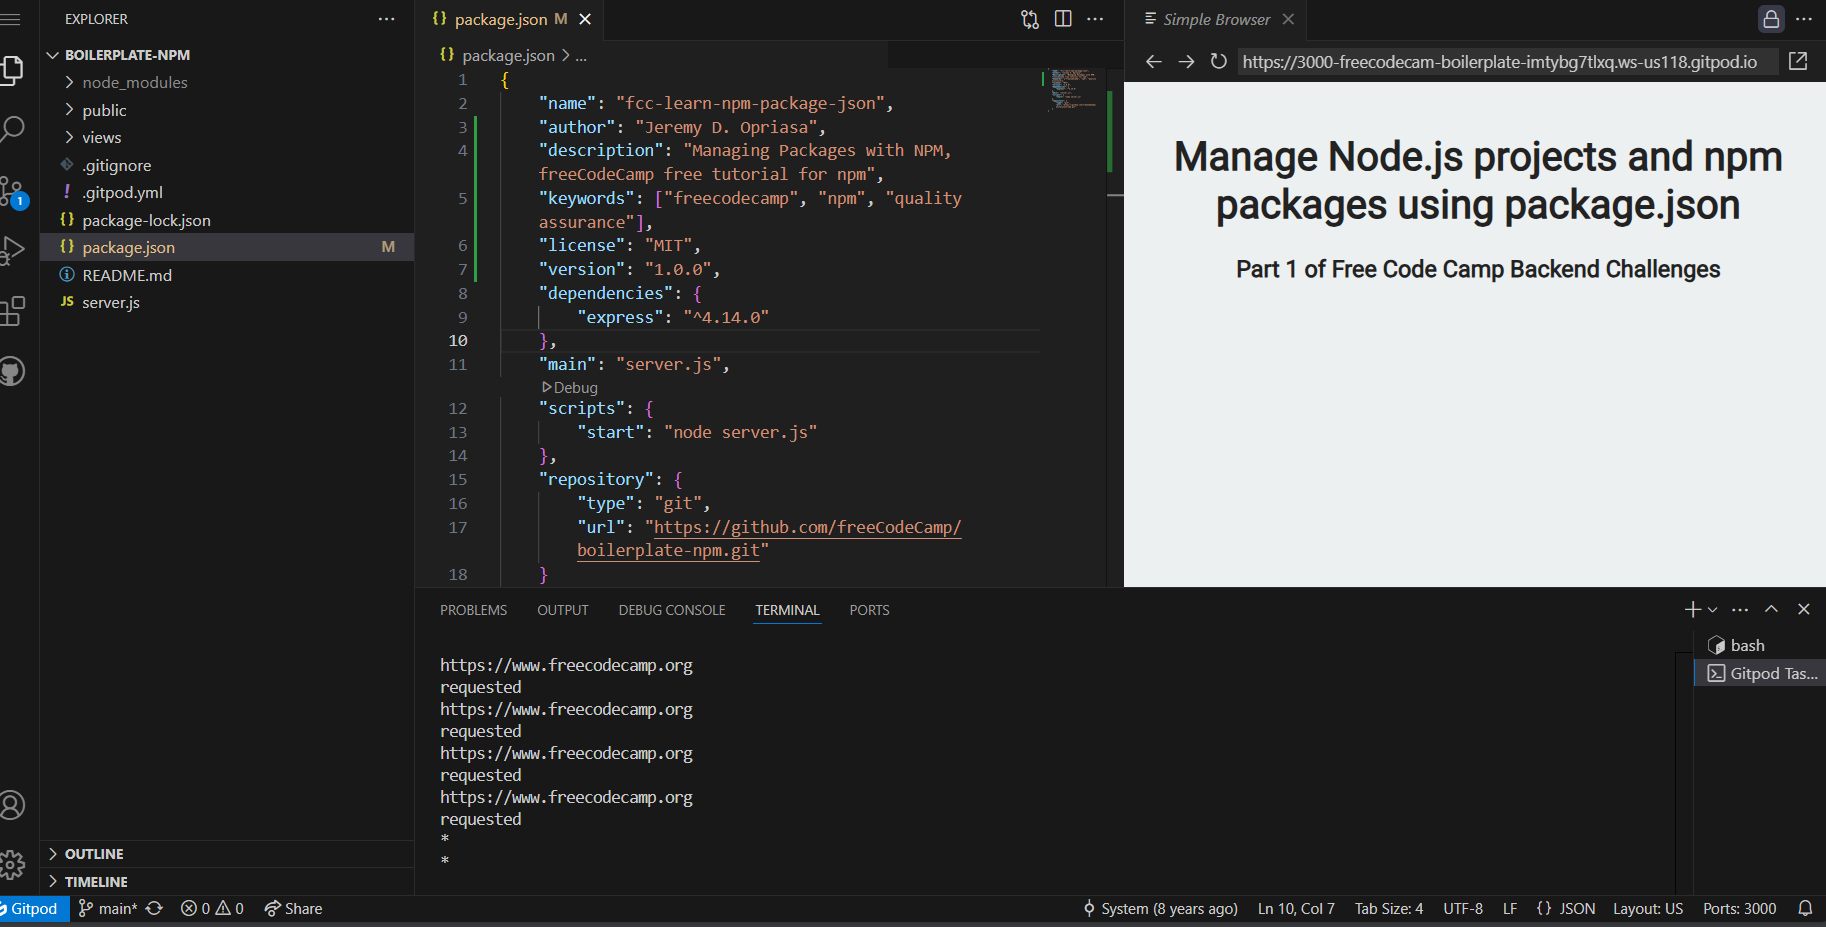 EXPLORER
BOILERPLATE-NPM
node_modules
public
views
.gitignore
! .gitpod.yml
{} package-lock.json
{} package.json M
README.md
JS server.js
OUTLINE
TIMELINE
{} package.json M
{} package.json > ...
1 {
2 "name": "fcc-learn-npm-package-json",
3 "author": "Jeremy D. Opriasa",
4 "description": "Managing Packages with NPM,
freeCodeCamp free tutorial for npm",
5 "keywords": ["freecodecamp", "npm", "quality
assurance"],
6 "license": "MIT",
7 "version": "1.0.0",
8 "dependencies": {
9 "express": "^4.14.0"
10 },
11 "main": "server.js",
Debug
12 "scripts": {
13 "start": "node server.js"
14 },
15 "repository": {
16 "type": "git",
17 "url": "https://github.com/freeCodeCamp/
boilerplate-npm.git"
18 }
Simple Browser
https://3000-freecodecam-boilerplate-imtybg7tlxq.ws-us118.gitpod.io
Manage Node.js projects and npm
packages using package.json
Part 1 of Free Code Camp Backend Challenges
PROBLEMS OUTPUT DEBUG CONSOLE TERMINAL PORTS
https://www.freecodecamp.org
requested
https://www.freecodecamp.org
requested
https://www.freecodecamp.org
requested
https://www.freecodecamp.org
requested
*
*
bash
Gitpod Tas...
1
Gitpod main* 0 0 Share System (8 years ago) Ln 10, Col 7 Tab Size: 4 UTF-8 LF {} JSON Layout: US Ports: 3000